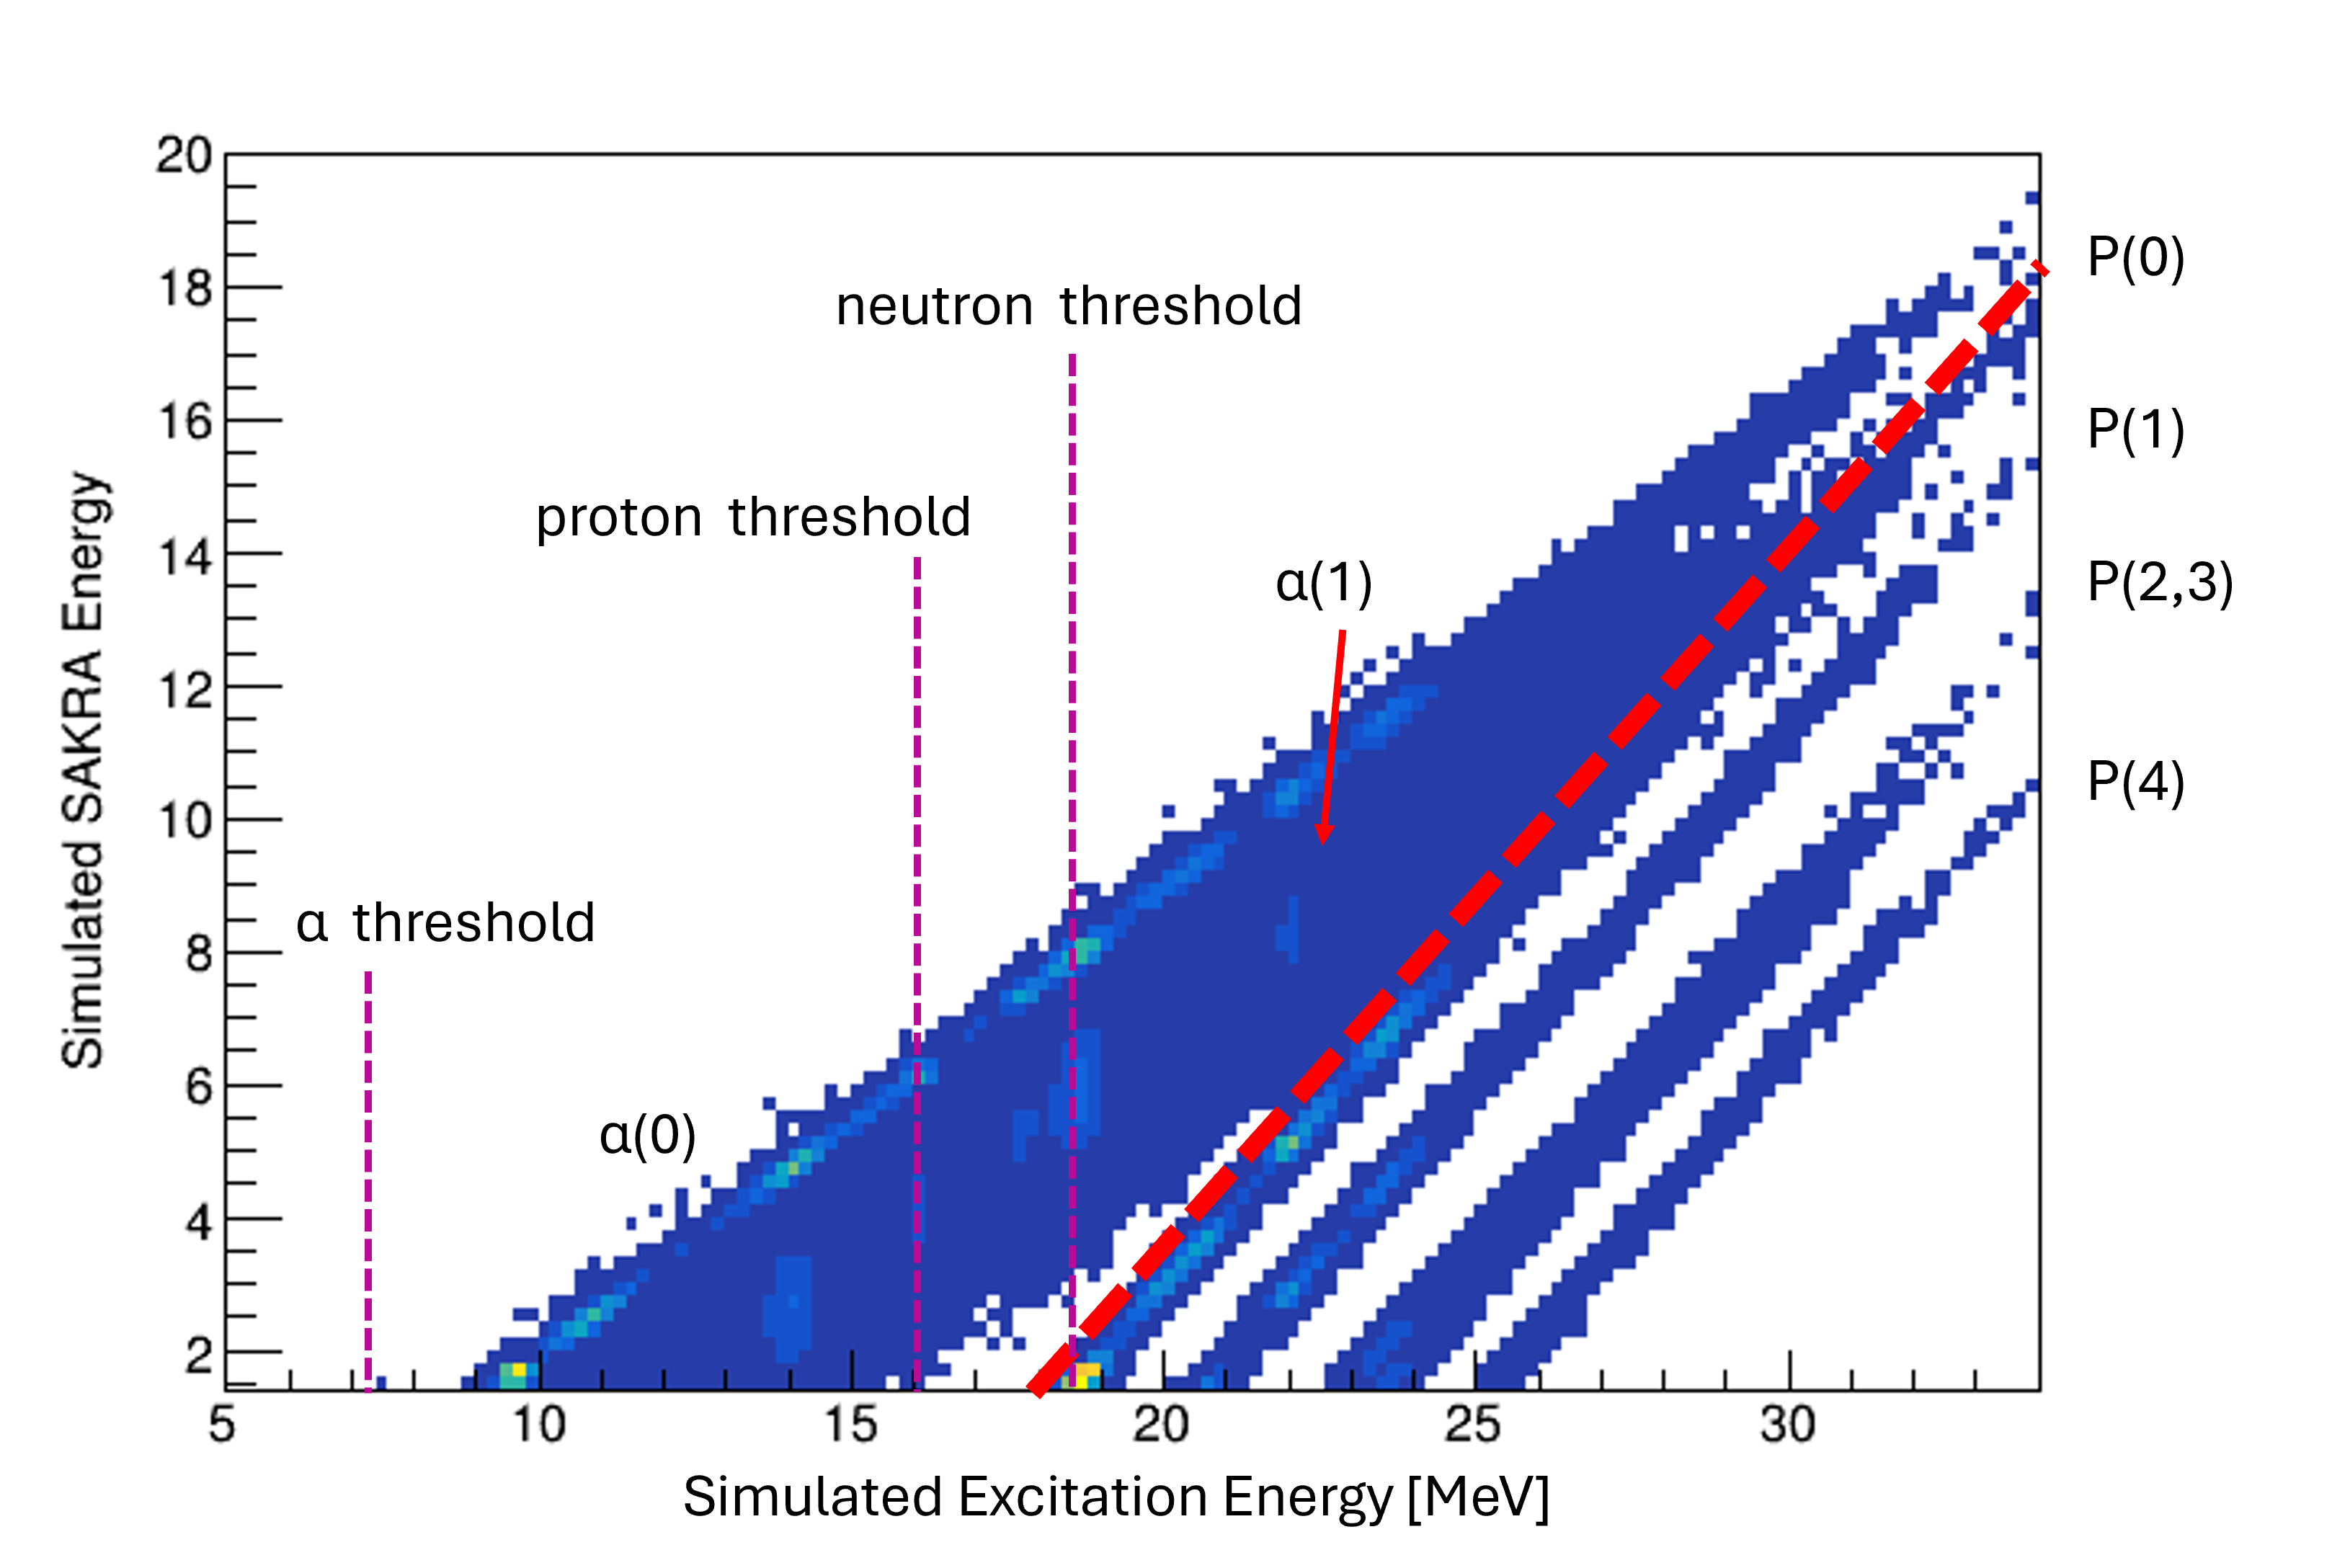 20
18
16
14
12
10
8
6
4
2
Simulated SAKRA Energy
neutron threshold
proton threshold
α threshold
α(0)
α(1)
P(0)
P(1)
P(2,3)
P(4)
5 10 15 20 25 30
Simulated Excitation Energy [MeV]